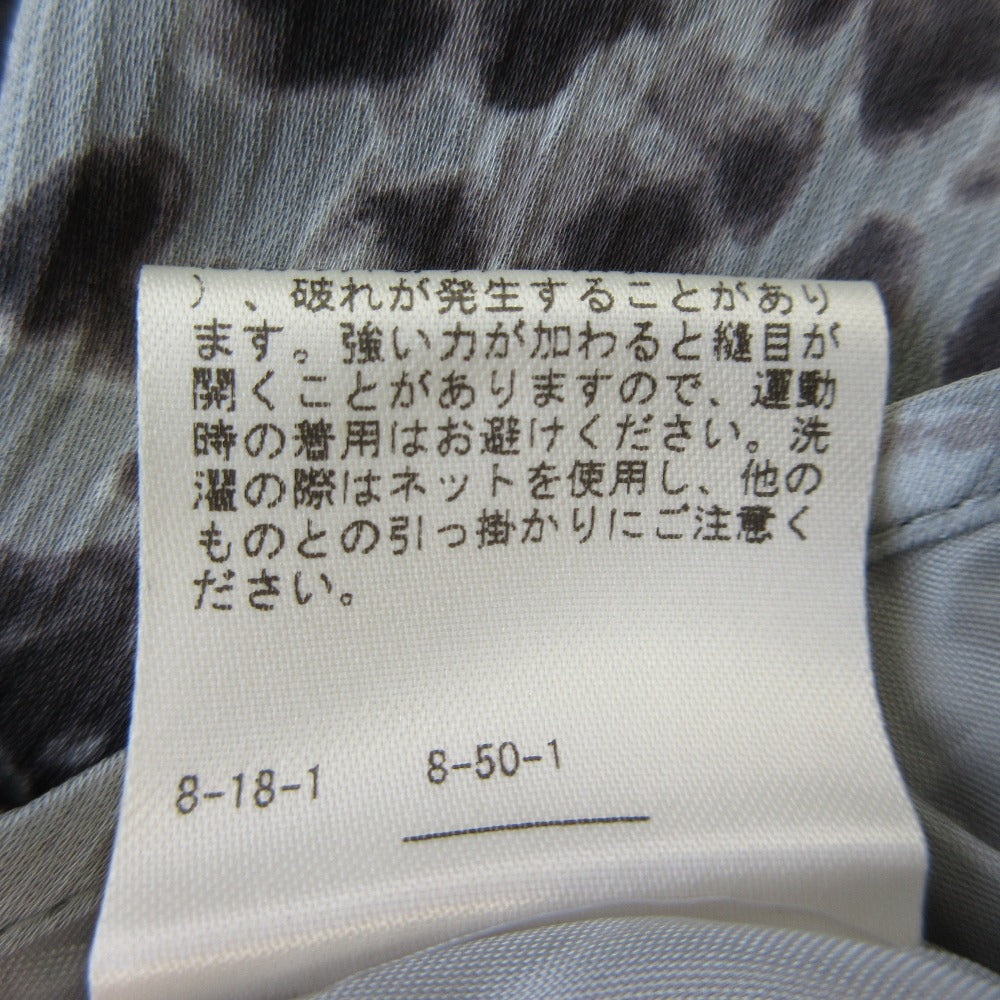 ）、破れが発生することがあり
ます。強い力が加わると縫目が
開くことがありますので、運動
時の着用はお避けください。洗
濯の際はネットを使用し、他の
ものとの引っ掛かりにご注意く
ださい。
8-18-1 8-50-1